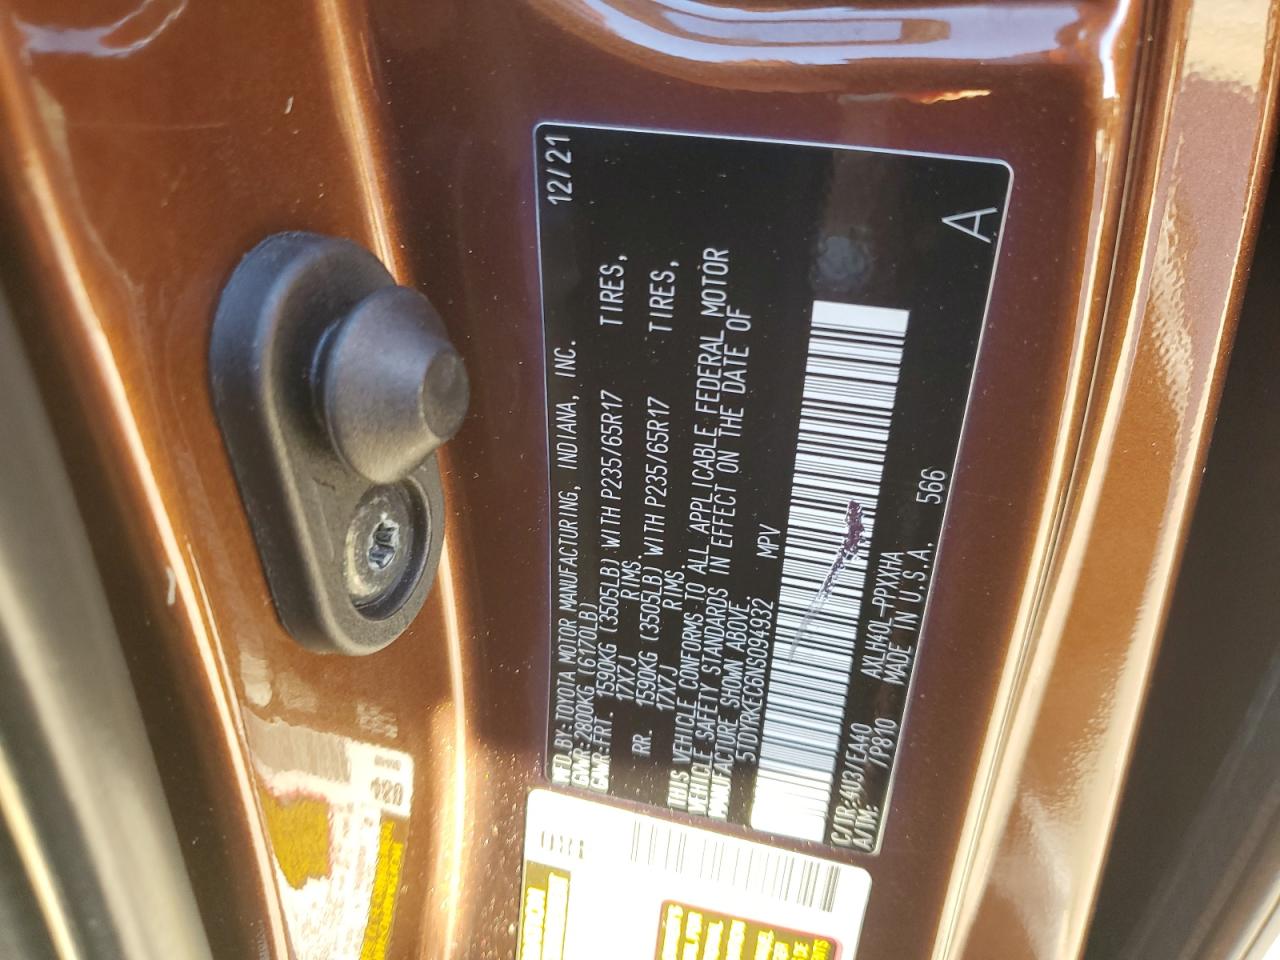 MFD.BY: TOYOTA MOTOR MANUFACTURING, INDIANA, INC. 12/21
GVWR: 2800KG (6170LB)
GAWR: FRT. 1590KG (3505LB) WITH P235/65R17 TIRES,
17X7J RIMS.
RR. 1590KG (3505LB) WITH P235/65R17 TIRES,
17X7J RIMS.
THIS VEHICLE CONFORMS TO ALL APPLICABLE FEDERAL MOTOR
VEHICLE SAFETY STANDARDS IN EFFECT ON THE DATE OF
MANUFACTURE SHOWN ABOVE.
5TDYRKEC6NS094932 MPV
C/TR: 4U3/EA40 AXLH40L-PPXXHA 566
A/TM: /P810 MADE IN U.S.A.
A